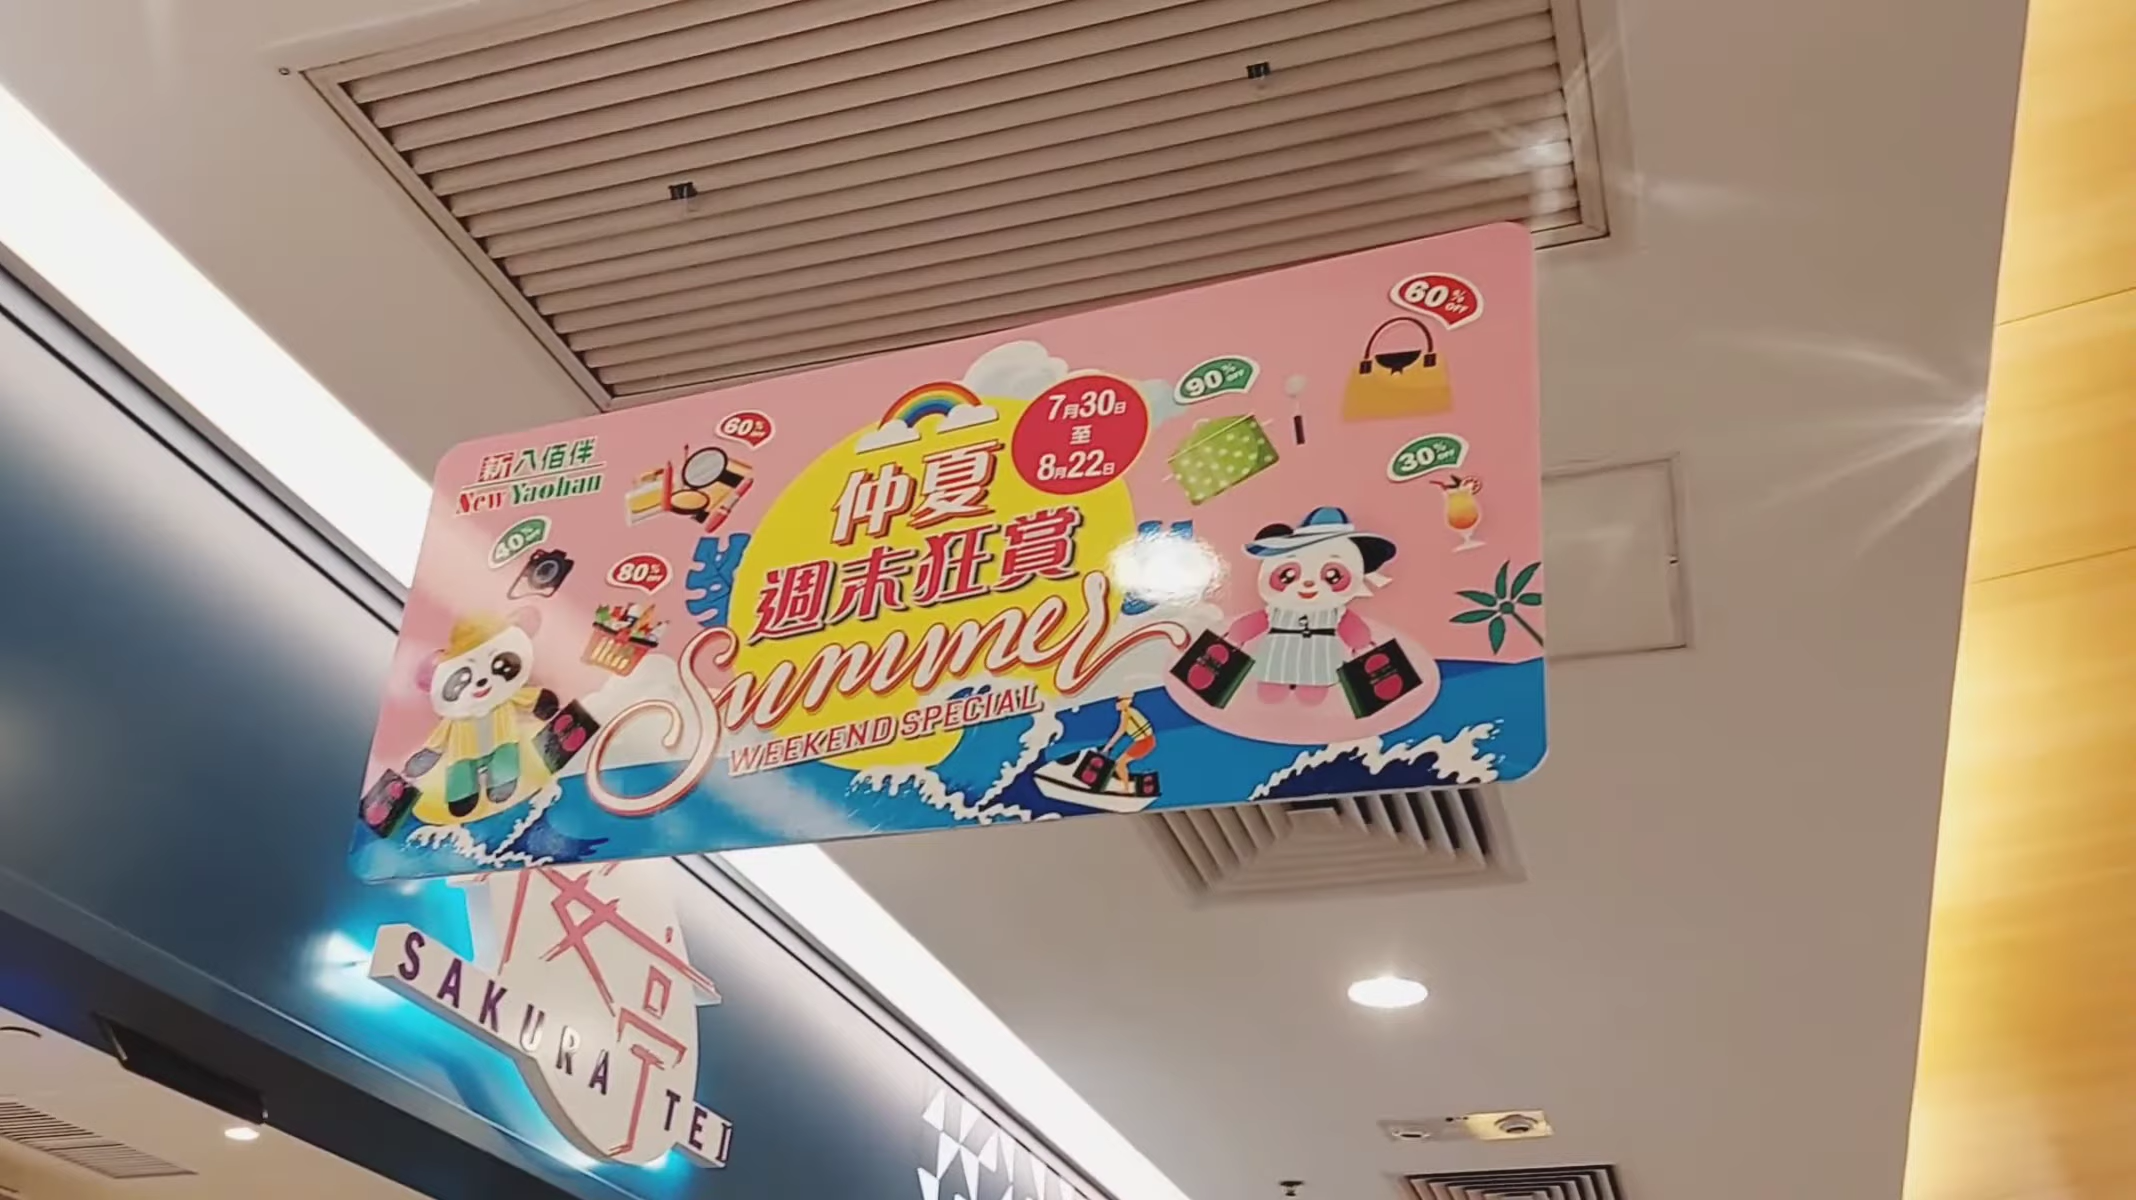 新八佰伴
New Yaohan
40% OFF
60% OFF
80% OFF
仲夏
週末狂賞
Summer
WEEKEND SPECIAL
7月30日
至
8月22日
90% OFF
60% OFF
30% OFF
桜亭
SAKURA TEI